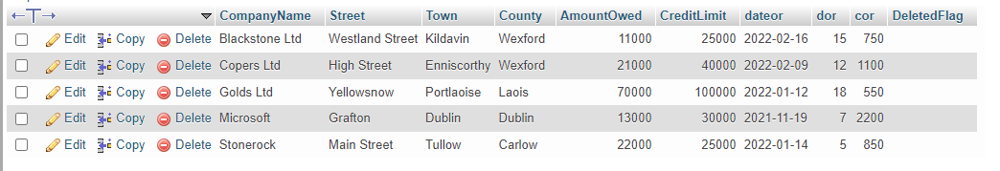 CompanyName Street Town County AmountOwed CreditLimit dateor dor cor DeletedFlag
Edit Copy Delete Blackstone Ltd Westland Street Kildavin Wexford 11000 25000 2022-02-16 15 750
Edit Copy Delete Copers Ltd High Street Enniscorthy Wexford 21000 40000 2022-02-09 12 1100
Edit Copy Delete Golds Ltd Yellowsnow Portlaoise Laois 70000 100000 2022-01-12 18 550
Edit Copy Delete Microsoft Grafton Dublin Dublin 13000 30000 2021-11-19 7 2200
Edit Copy Delete Stonerock Main Street Tullow Carlow 22000 25000 2022-01-14 5 850